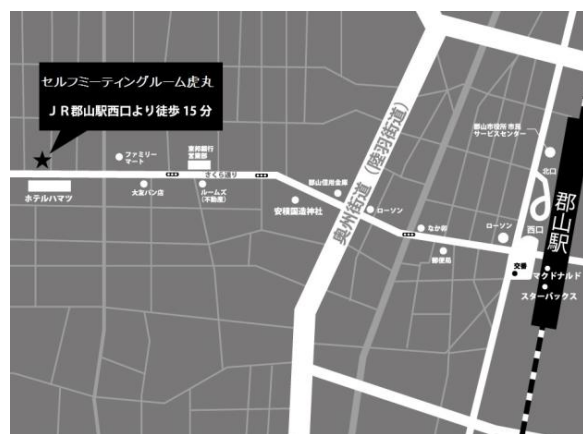 セルフミーティングルーム虎丸
JR郡山駅西口より徒歩15分
ファミリー
マート
東邦銀行
営業部
さくら通り
ホテルハマツ
大友パン店
ルームズ
(不動産)
安積国造神社
郡山信用金庫
ローソン
奥州街道(陸羽街道)
なか卯
郵便局
ローソン
郡山市役所 市民
サービスセンター
北口
西口
郡山駅
交番
マクドナルド
スターバックス